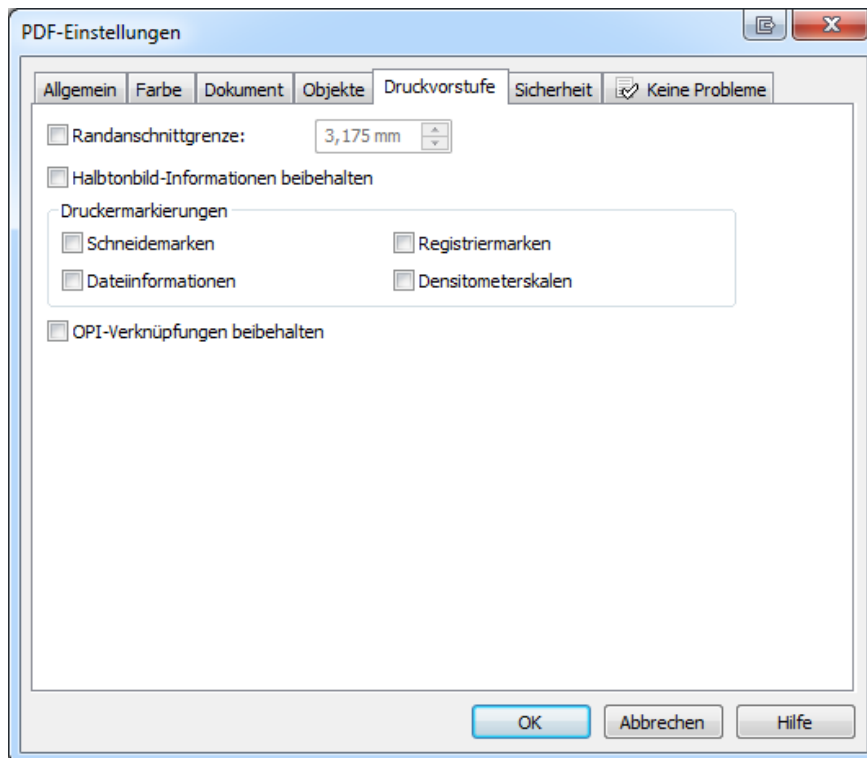 PDF-Einstellungen
Allgemein Farbe Dokument Objekte Druckvorstufe Sicherheit Keine Probleme
Randanschnittgrenze: 3,175 mm
Halbtonbild-Informationen beibehalten
Druckermarkierungen
Schneidemarken Registriermarken
Dateiinformationen Densitometerskalen
OPI-Verknüpfungen beibehalten
OK Abbrechen Hilfe